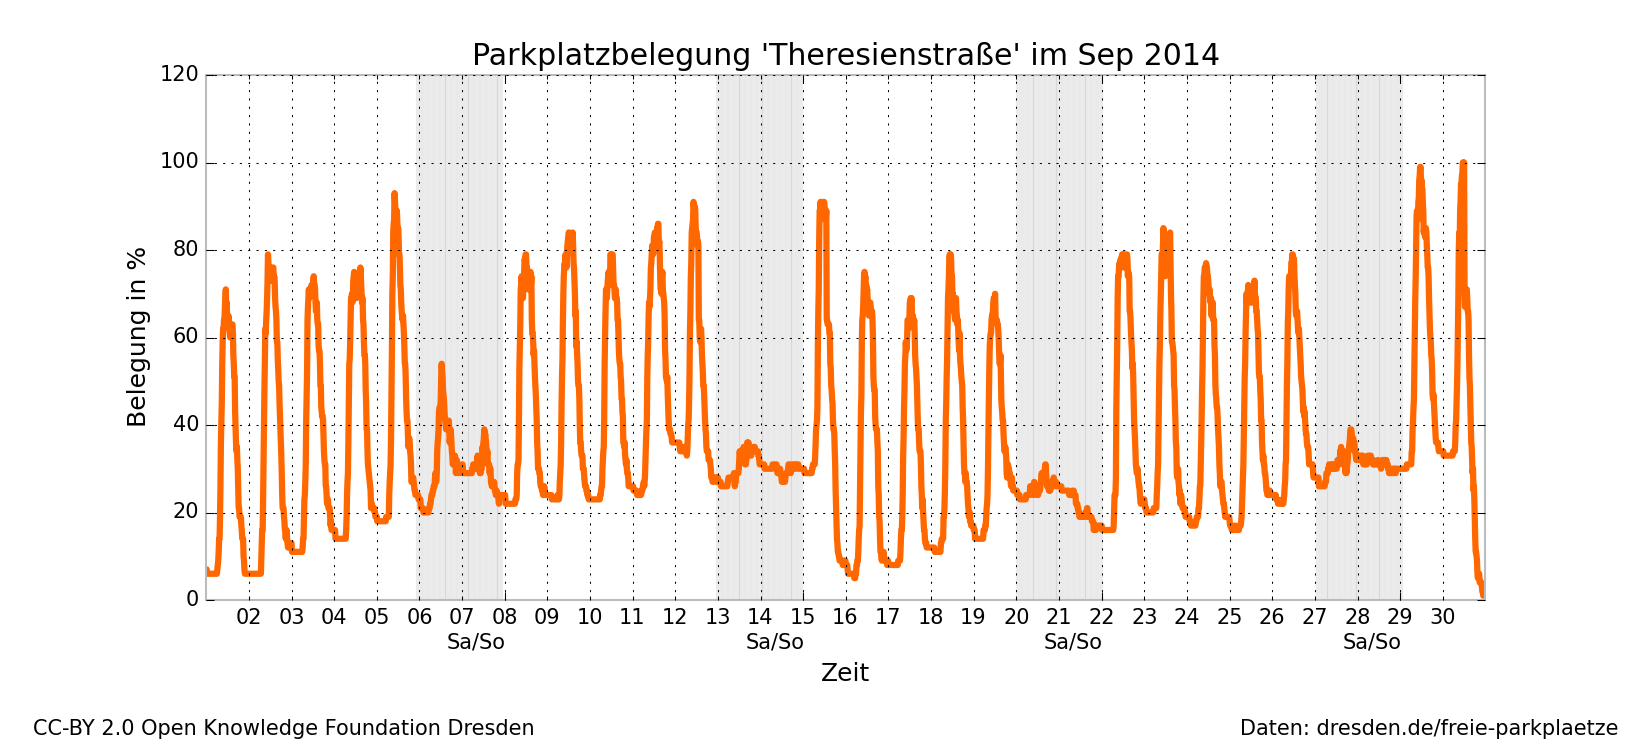 Parkplatzbelegung 'Theresienstraße' im Sep 2014
Belegung in %
120
100
80
60
40
20
0
02 03 04 05 06 07 08 09 10 11 12 13 14 15 16 17 18 19 20 21 22 23 24 25 26 27 28 29 30
Sa/So Sa/So Sa/So Sa/So
Zeit
CC-BY 2.0 Open Knowledge Foundation Dresden
Daten: dresden.de/freie-parkplaetze